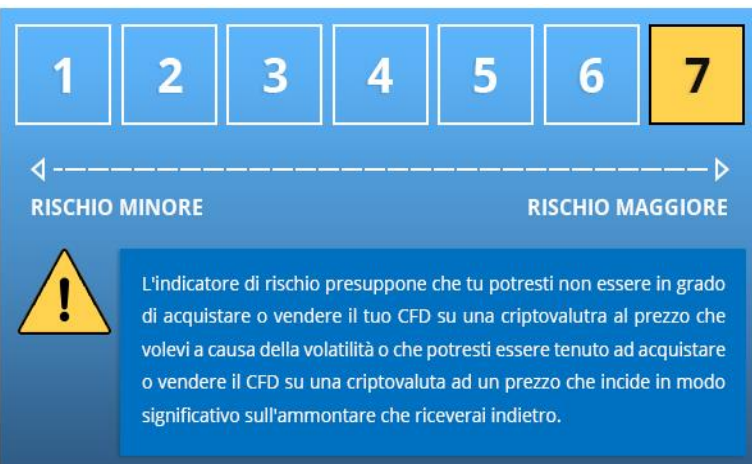 1 2 3 4 5 6 7
RISCHIO MINORE RISCHIO MAGGIORE
!
L'indicatore di rischio presuppone che tu potresti non essere in grado
di acquistare o vendere il tuo CFD su una criptovalutra al prezzo che
volevi a causa della volatilità o che potresti essere tenuto ad acquistare
o vendere il CFD su una criptovaluta ad un prezzo che incide in modo
significativo sull'ammontare che riceverai indietro.